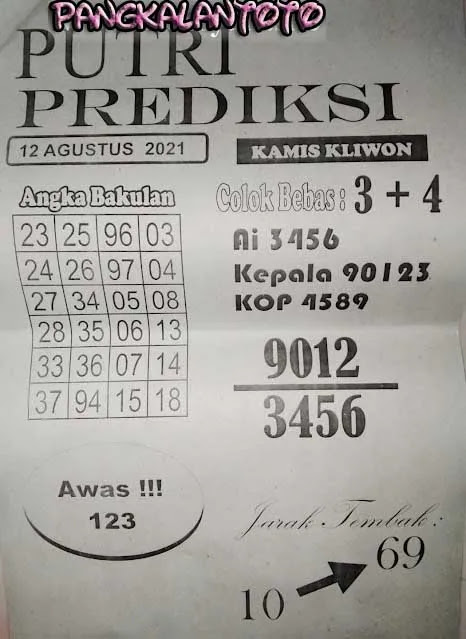 PANGKALANTOTO
PUTRI
PREDIKSI
12 AGUSTUS 2021
KAMIS KLIWON
Angka Bakulan
23 25 96 03
24 26 97 04
27 34 05 08
28 35 06 13
33 36 07 14
37 94 15 18
Colok Bebas : 3 + 4
Ai 3456
Kepala 90123
KOP 4589
9012
3456
Awas !!!
123
Jarak Tembak :
69
10